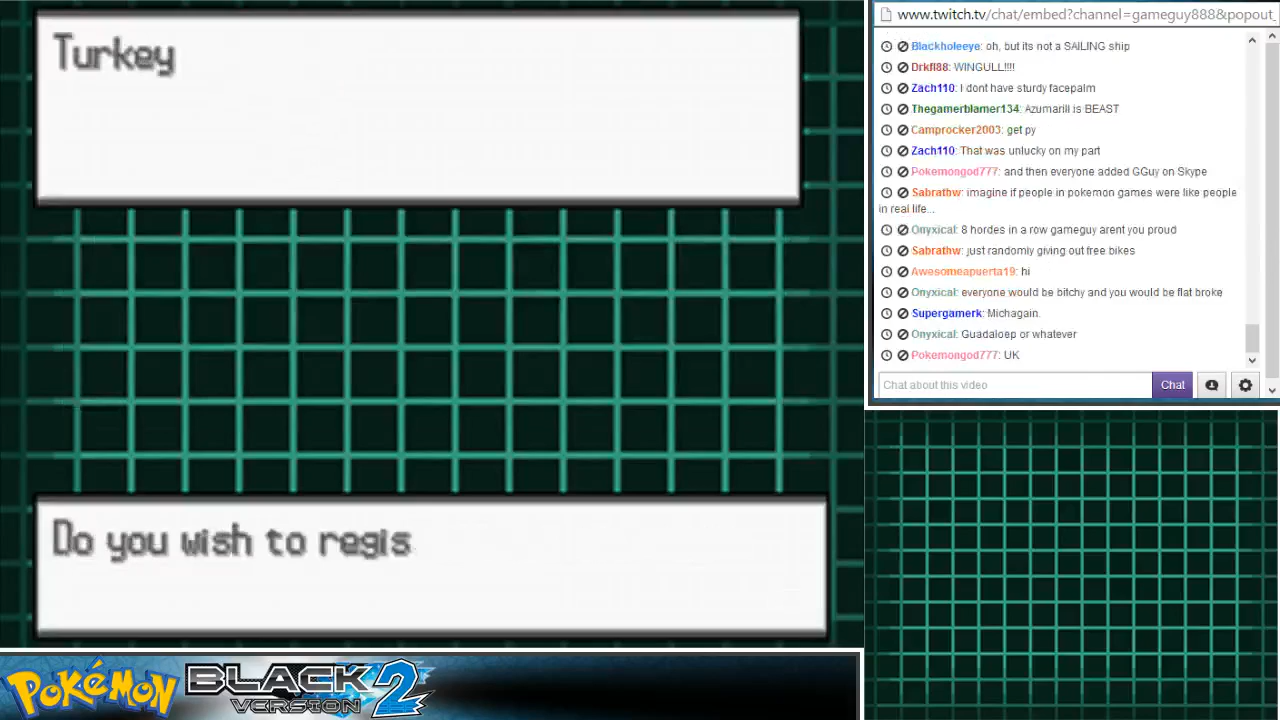 Turkey
Do you wish to regis
POKéMON
BLACK
VERSION 2
www.twitch.tv/chat/embed?channel=gameguy888&popout_
Blackholeeye: oh, but its not a SAILING ship
Drkfl88: WINGULL!!!!
Zach110: I dont have sturdy facepalm
Thegamerblamer134: Azumarill is BEAST
Camprocker2003: get py
Zach110: That was unlucky on my part
Pokemongod777: and then everyone added GGuy on Skype
Sabrathw: imagine if people in pokemon games were like people
in real life...
Onyxical: 8 hordes in a row gameguy arent you proud
Sabrathw: just randomly giving out free bikes
Awesomeapuerta19: hi
Onyxical: everyone would be bitchy and you would be flat broke
Supergamerk: Michagain.
Onyxical: Guadaloep or whatever
Pokemongod777: UK
Chat about this video
Chat